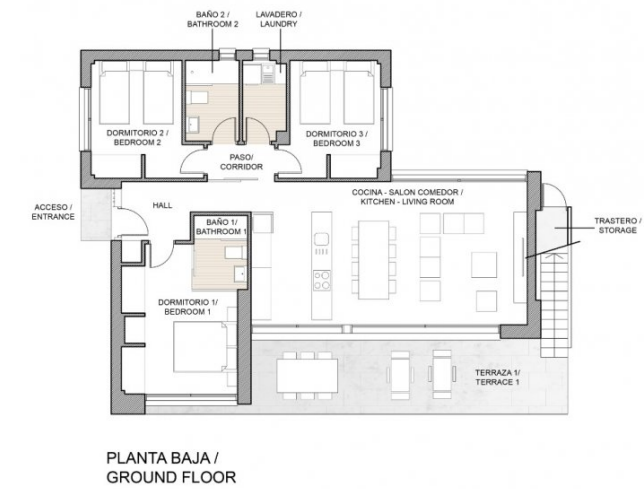 BAÑO 2 /
BATHROOM 2
LAVADERO /
LAUNDRY
DORMITORIO 2 /
BEDROOM 2
DORMITORIO 3 /
BEDROOM 3
PASO/
CORRIDOR
COCINA - SALON COMEDOR /
KITCHEN - LIVING ROOM
ACCESO /
ENTRANCE
HALL
BAÑO 1/
BATHROOM 1
TRASTERO /
STORAGE
DORMITORIO 1/
BEDROOM 1
TERRAZA 1/
TERRACE 1
PLANTA BAJA /
GROUND FLOOR